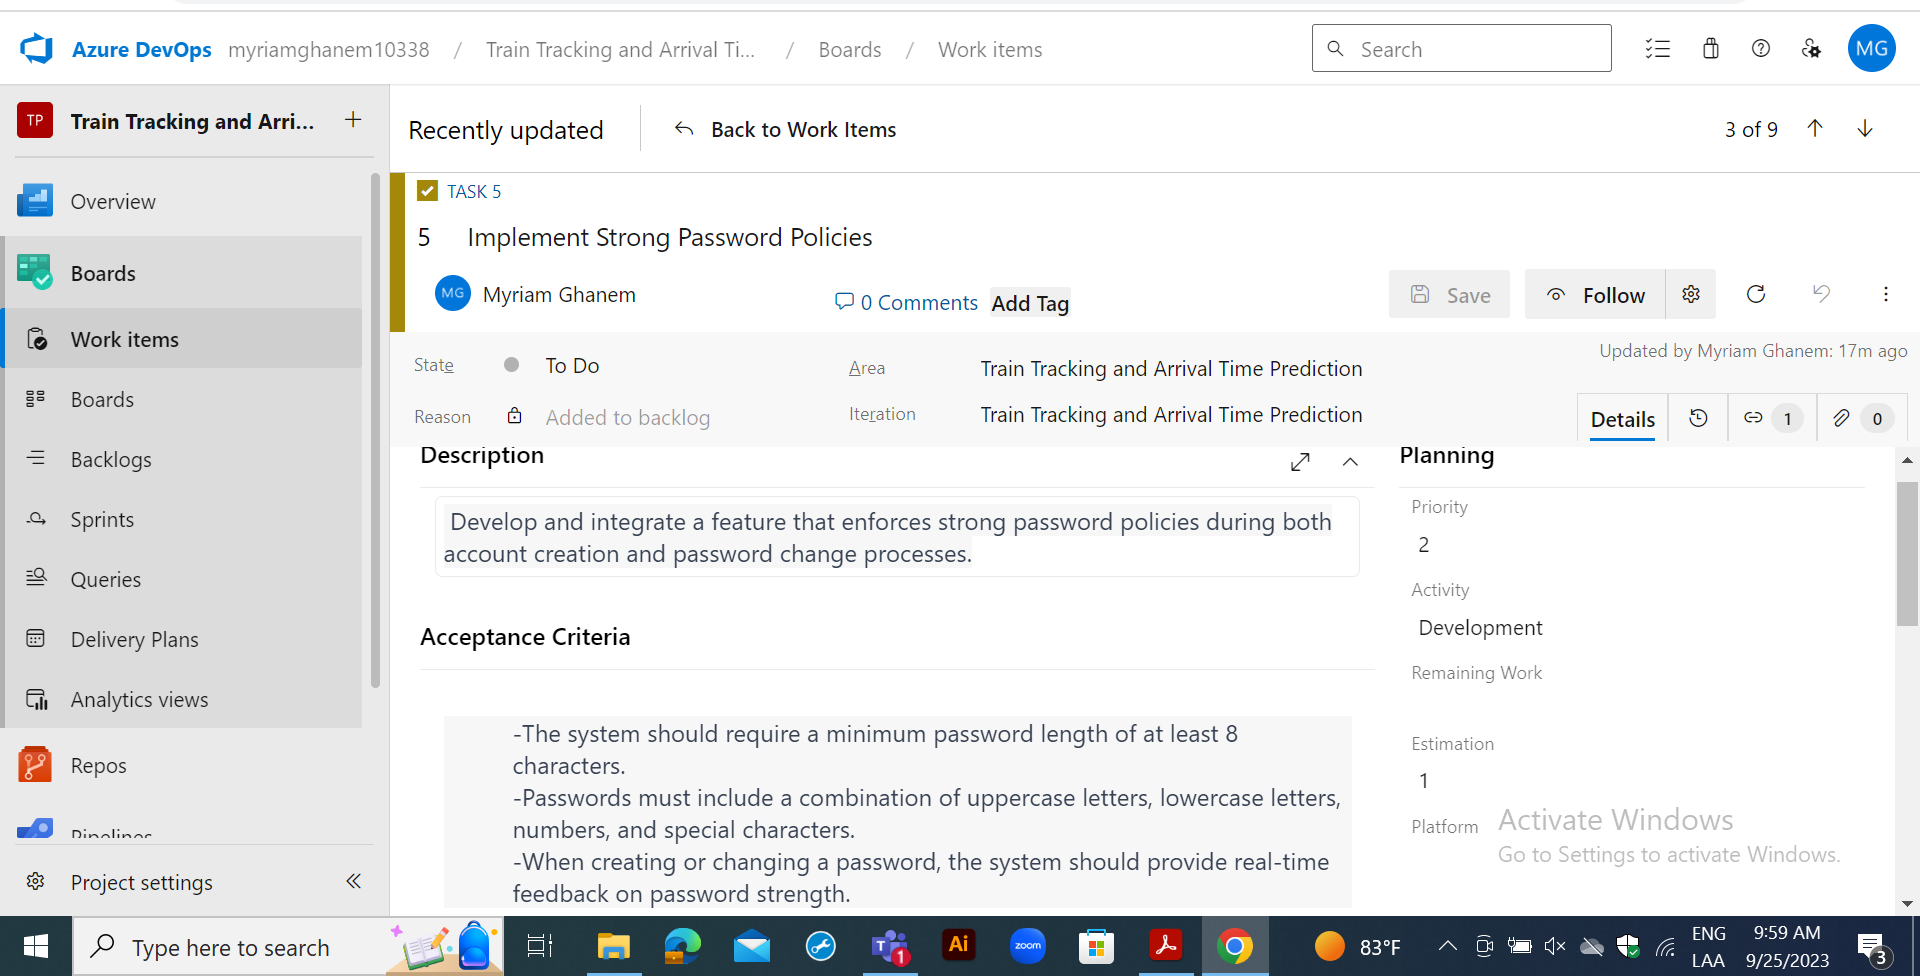 Azure DevOps myriamghanem10338 / Train Tracking and Arrival Ti... / Boards / Work items
Search
MG
TP Train Tracking and Arri... +
Recently updated
Back to Work Items
3 of 9
Overview
Boards
Work items
Boards
Backlogs
Sprints
Queries
Delivery Plans
Analytics views
Repos
Pipelines
Project settings
TASK 5
5 Implement Strong Password Policies
MG Myriam Ghanem
0 Comments
Add Tag
Save
Follow
State To Do
Area Train Tracking and Arrival Time Prediction
Updated by Myriam Ghanem: 17m ago
Reason Added to backlog
Iteration Train Tracking and Arrival Time Prediction
Details 1 0
Description
Develop and integrate a feature that enforces strong password policies during both
account creation and password change processes.
Acceptance Criteria
-The system should require a minimum password length of at least 8
characters.
-Passwords must include a combination of uppercase letters, lowercase letters,
numbers, and special characters.
-When creating or changing a password, the system should provide real-time
feedback on password strength.
Planning
Priority
2
Activity
Development
Remaining Work
Estimation
1
Platform
Activate Windows
Go to Settings to activate Windows.
Type here to search
1
Ai
zoom
83°F
ENG
LAA
9:59 AM
9/25/2023
3